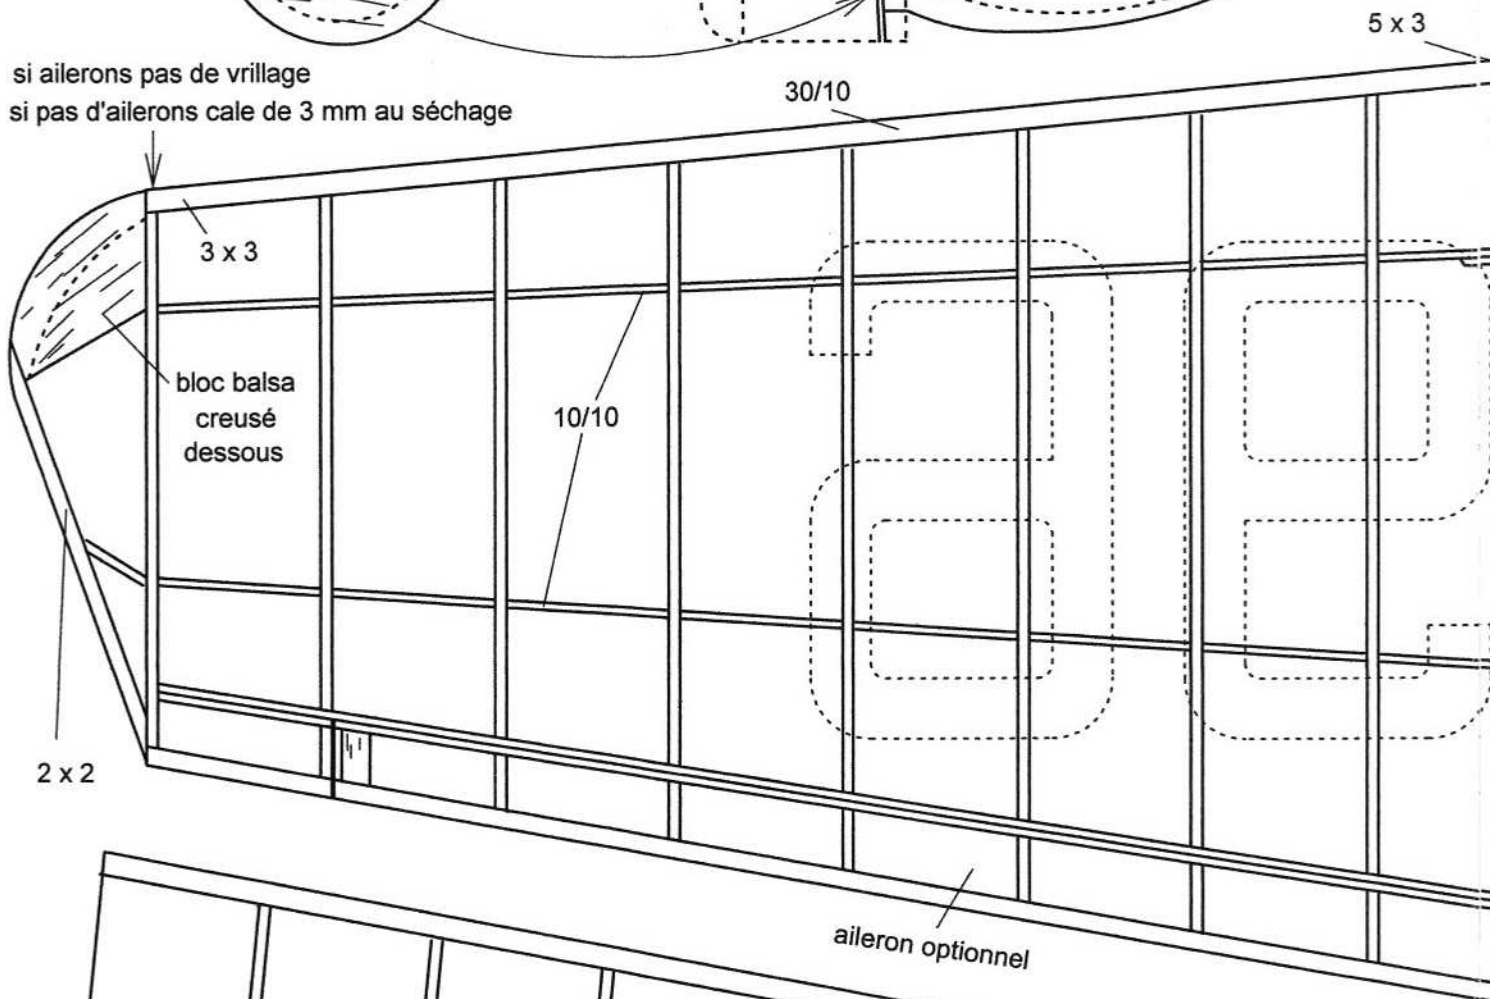 5 x 3
si ailerons pas de vrillage
si pas d'ailerons cale de 3 mm au séchage
30/10
3 x 3
bloc balsa
creusé
dessous
10/10
2 x 2
aileron optionnel